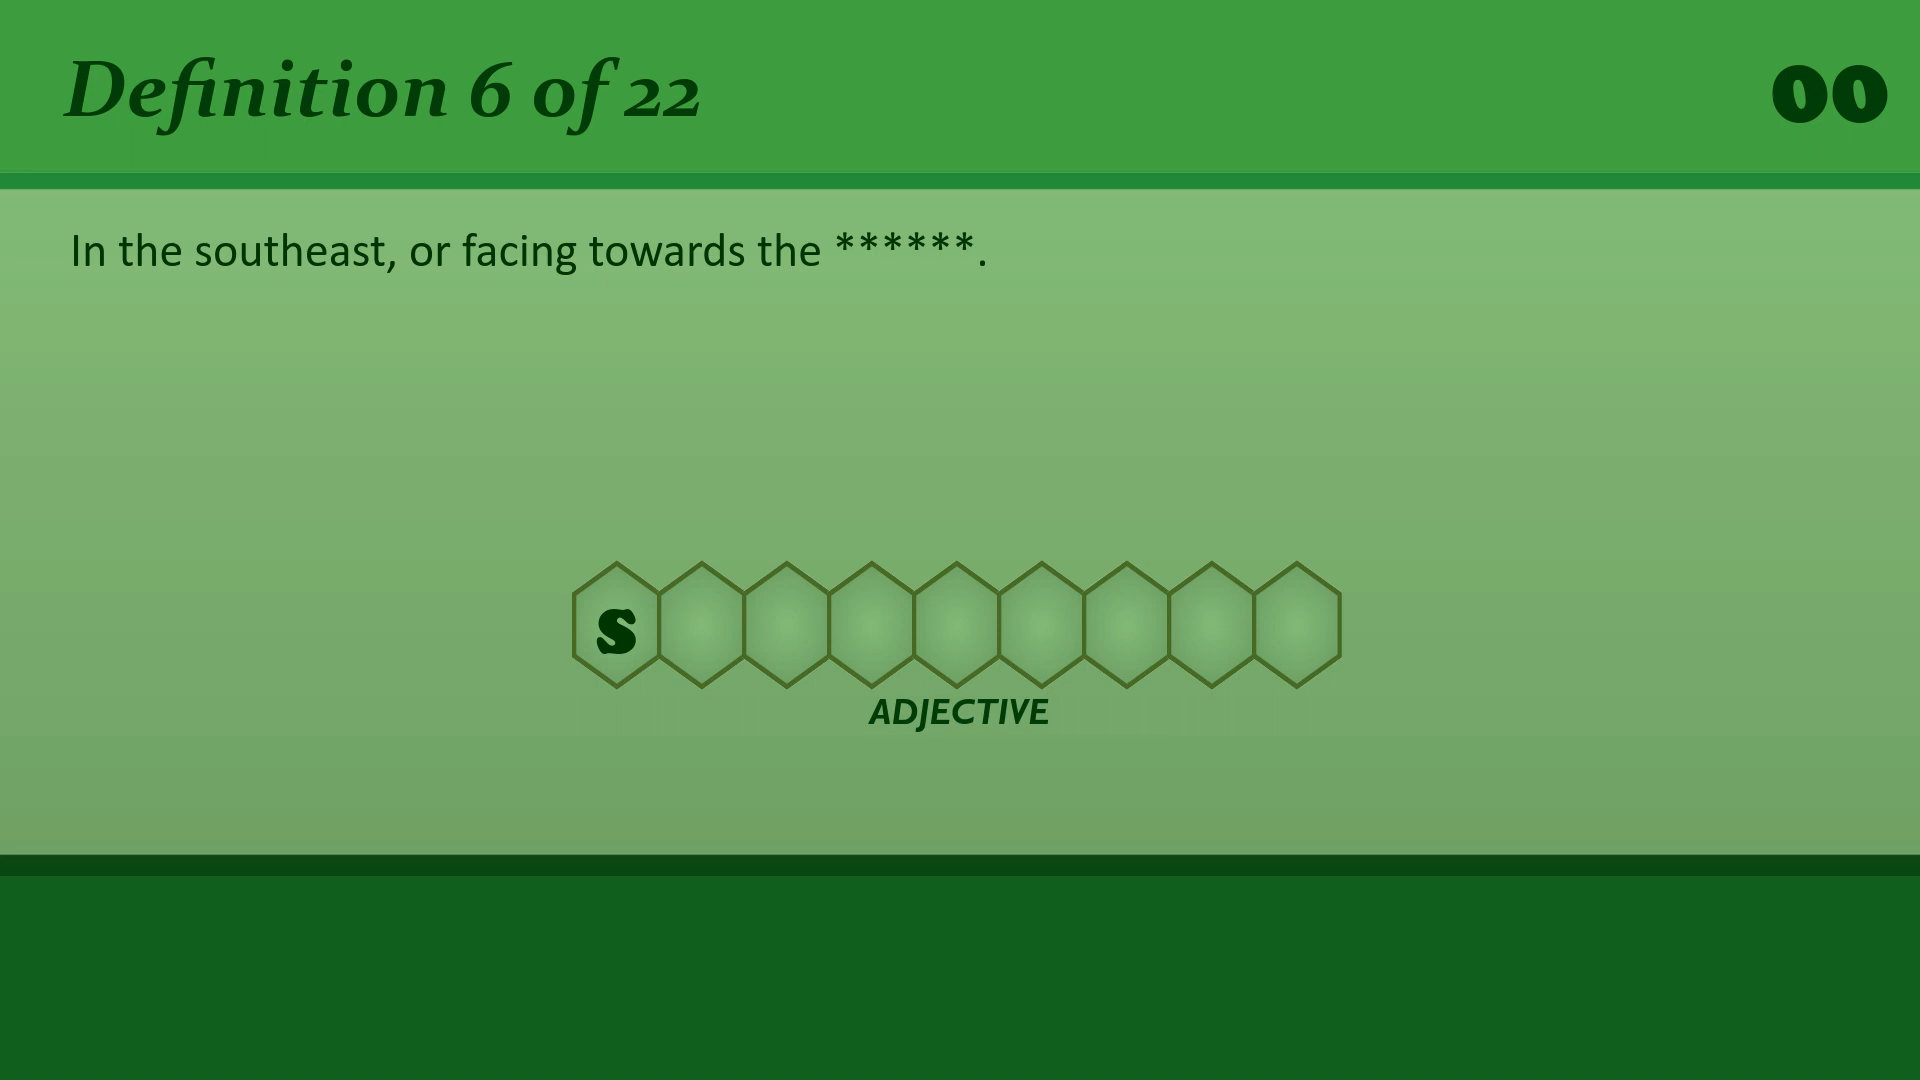 Definition 6 of 22
00
In the southeast, or facing towards the ******.
S
ADJECTIVE